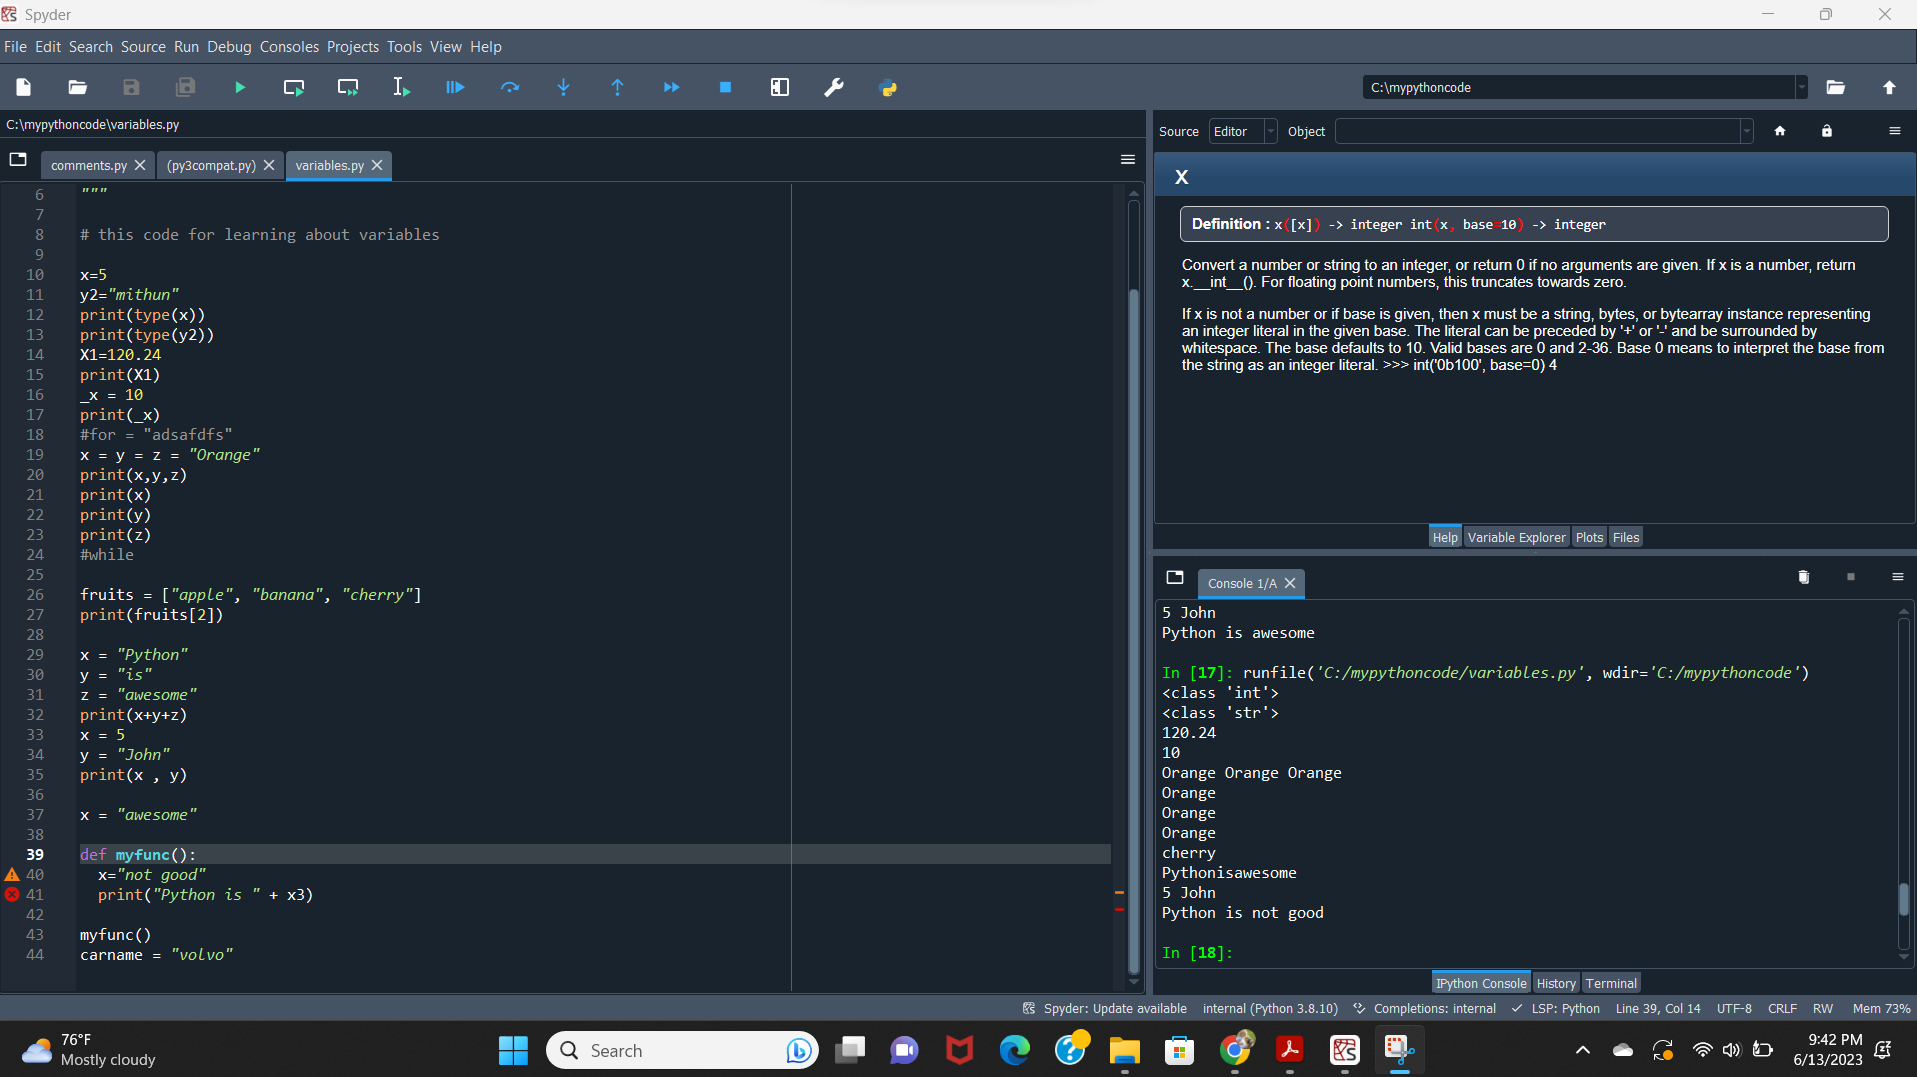 Spyder
File Edit Search Source Run Debug Consoles Projects Tools View Help
C:\mypythoncode
C:\mypythoncode\variables.py
comments.py (py3compat.py) variables.py
6 """
7
8 # this code for learning about variables
9
10 x=5
11 y2="mithun"
12 print(type(x))
13 print(type(y2))
14 X1=120.24
15 print(X1)
16 _x = 10
17 print(_x)
18 #for = "adsafdfs"
19 x = y = z = "Orange"
20 print(x,y,z)
21 print(x)
22 print(y)
23 print(z)
24 #while
25
26 fruits = ["apple", "banana", "cherry"]
27 print(fruits[2])
28
29 x = "Python"
30 y = "is"
31 z = "awesome"
32 print(x+y+z)
33 x = 5
34 y = "John"
35 print(x , y)
36
37 x = "awesome"
38
39 def myfunc():
40 x="not good"
41 print("Python is " + x3)
42
43 myfunc()
44 carname = "volvo"
Source Editor Object
X
Definition : x([x]) -> integer int(x, base=10) -> integer
Convert a number or string to an integer, or return 0 if no arguments are given. If x is a number, return
x.__int__(). For floating point numbers, this truncates towards zero.
If x is not a number or if base is given, then x must be a string, bytes, or bytearray instance representing
an integer literal in the given base. The literal can be preceded by '+' or '-' and be surrounded by
whitespace. The base defaults to 10. Valid bases are 0 and 2-36. Base 0 means to interpret the base from
the string as an integer literal. >>> int('0b100', base=0) 4
Help Variable Explorer Plots Files
Console 1/A
5 John
Python is awesome
In [17]: runfile('C:/mypythoncode/variables.py', wdir='C:/mypythoncode')
<class 'int'>
<class 'str'>
120.24
10
Orange Orange Orange
Orange
Orange
Orange
cherry
Pythonisawesome
5 John
Python is not good
In [18]:
IPython Console History Terminal
Spyder: Update available internal (Python 3.8.10) Completions: internal LSP: Python Line 39, Col 14 UTF-8 CRLF RW Mem 73%
76°F
Mostly cloudy
Search
9:42 PM
6/13/2023